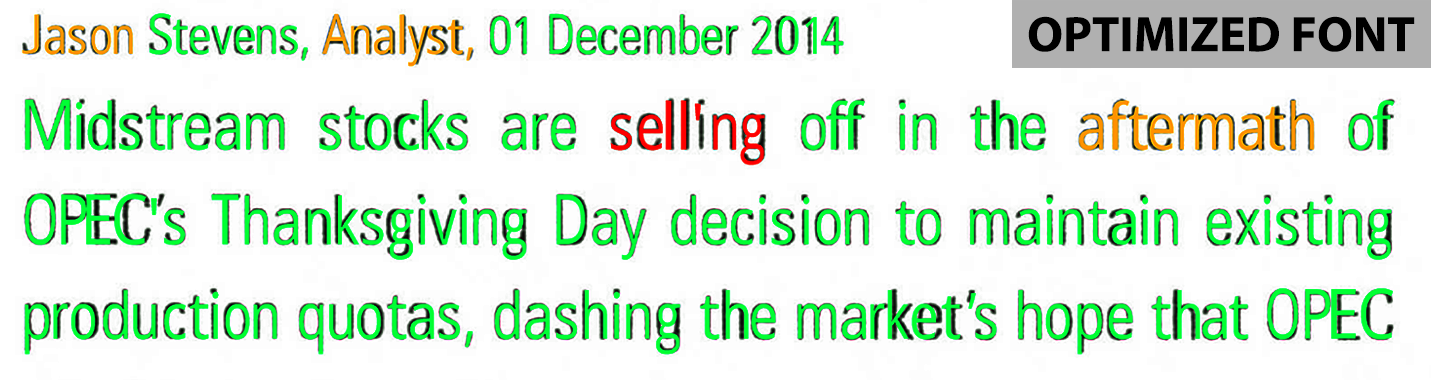 Jason Stevens, Analyst, 01 December 2014
OPTIMIZED FONT
Midstream stocks are selling off in the aftermath of
OPEC's Thanksgiving Day decision to maintain existing
production quotas, dashing the market's hope that OPEC